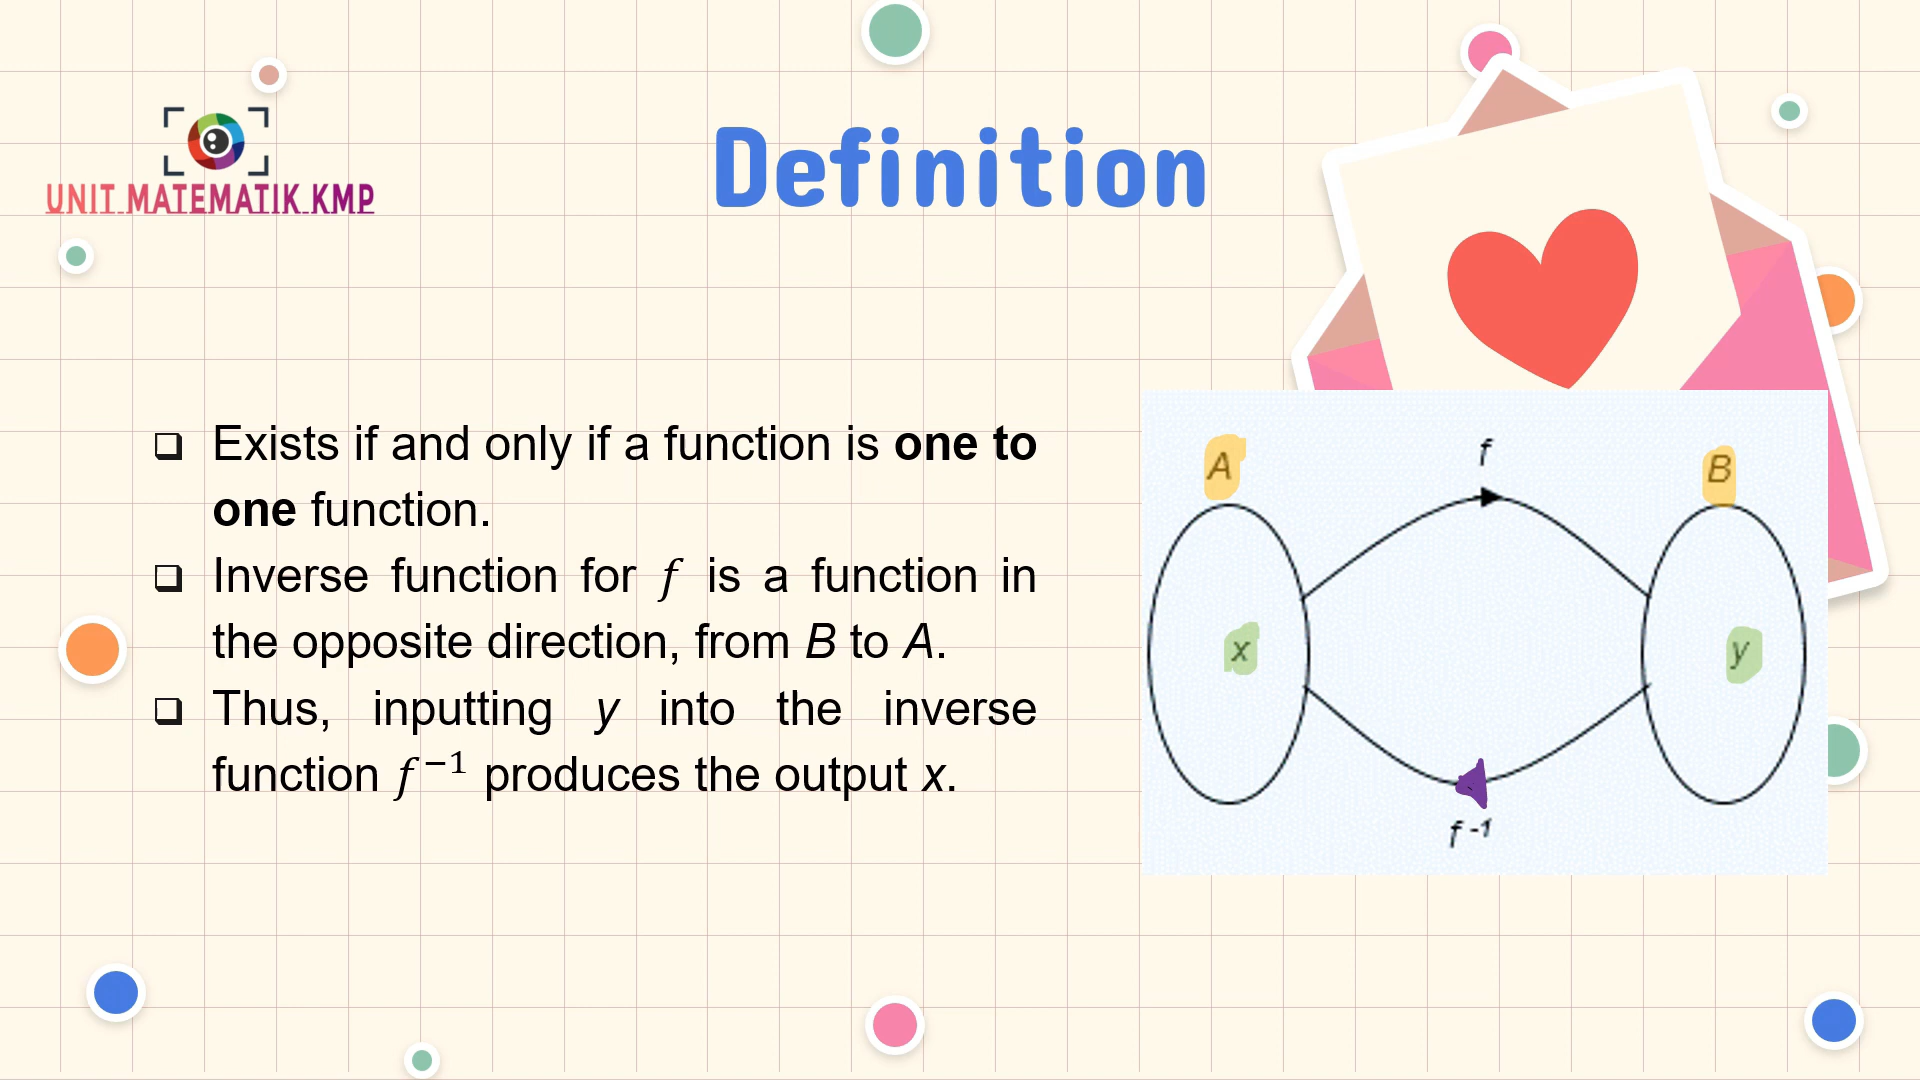 UNIT MATEMATIK KMP
Definition
❑ Exists if and only if a function is one to
one function.
❑ Inverse function for f is a function in
the opposite direction, from B to A.
❑ Thus, inputting y into the inverse
function f⁻¹ produces the output x.
A
f
B
x
y
f⁻¹